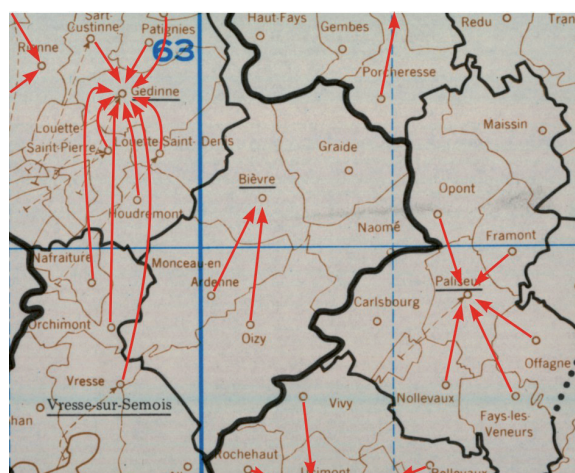 Sart-
Custinne
Patignies
Haut-Fays
Gembes
Redu
63
Porcheresse
Gedinne
Maissin
Louette
Saint-Pierre
Louette Saint-Denis
Graide
Bièvre
Opont
Houdremont
Naomé
Framont
Nafraiture
Monceau-en
Ardenne
Paliseul
Carlsbourg
Orchimont
Oizy
Offagne
Vresse
Vresse-sur-Semois
Vivy
Nollevaux
Fays-les-
Veneurs
Rochehaut